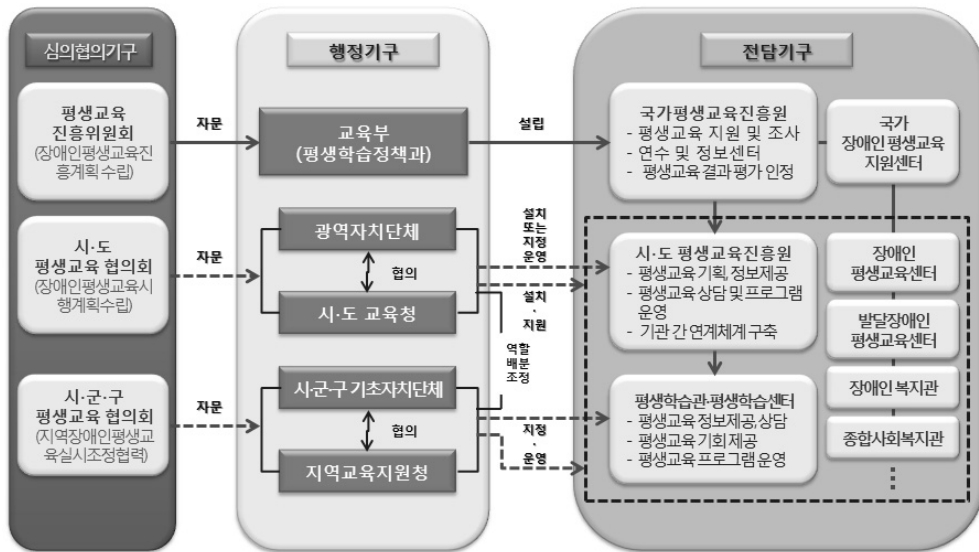 심의협의기구
평생교육
진흥위원회
(장애인평생교육진
흥계획 수립)
시·도
평생교육 협의회
(장애인평생교육시
행계획수립)
시·군·구
평생교육 협의회
(지역장애인평생교
육실시조정협력)
자문
자문
자문
행정기구
교육부
(평생학습정책과)
광역자치단체
협의
시·도 교육청
시·군·구 기초자치단체
협의
지역교육지원청
설립
설치
또는
지정
운영
설치
·
지원
역할
배분
조정
지정
·
운영
전담기구
국가평생교육진흥원
- 평생교육 지원 및 조사
- 연수 및 정보센터
- 평생교육 결과 평가 인정
시·도 평생교육진흥원
- 평생교육 기획, 정보제공
- 평생교육 상담 및 프로그램
운영
- 기관 간 연계체계 구축
평생학습관·평생학습센터
- 평생교육 정보제공,상담
- 평생교육 기회 제공
- 평생교육 프로그램 운영
국가
장애인 평생교육
지원센터
장애인
평생교육센터
발달장애인
평생교육센터
장애인 복지관
종합사회복지관
⋮